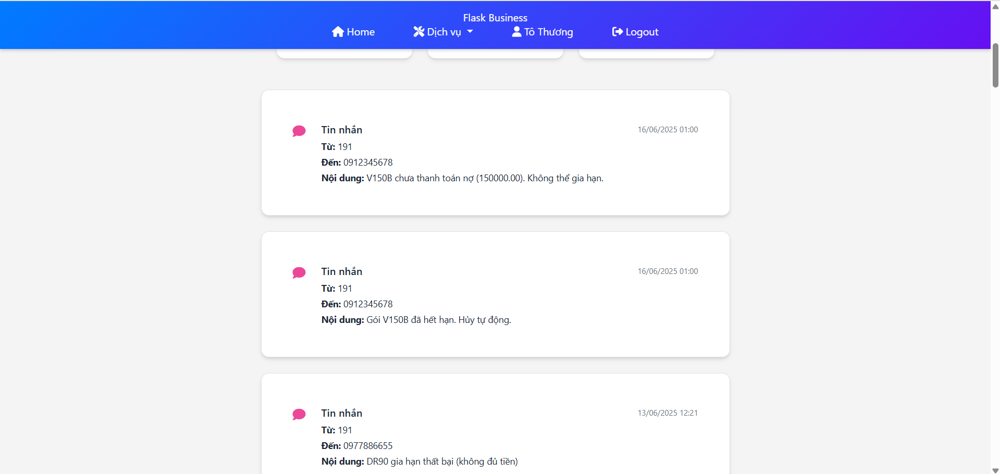 Flask Business
Home Dịch vụ Tô Thương Logout
Tin nhắn 16/06/2025 01:00
Từ: 191
Đến: 0912345678
Nội dung: V150B chưa thanh toán nợ (150000.00). Không thể gia hạn.
Tin nhắn 16/06/2025 01:00
Từ: 191
Đến: 0912345678
Nội dung: Gói V150B đã hết hạn. Hủy tự động.
Tin nhắn 13/06/2025 12:21
Từ: 191
Đến: 0977886655
Nội dung: DR90 gia hạn thất bại (không đủ tiền)